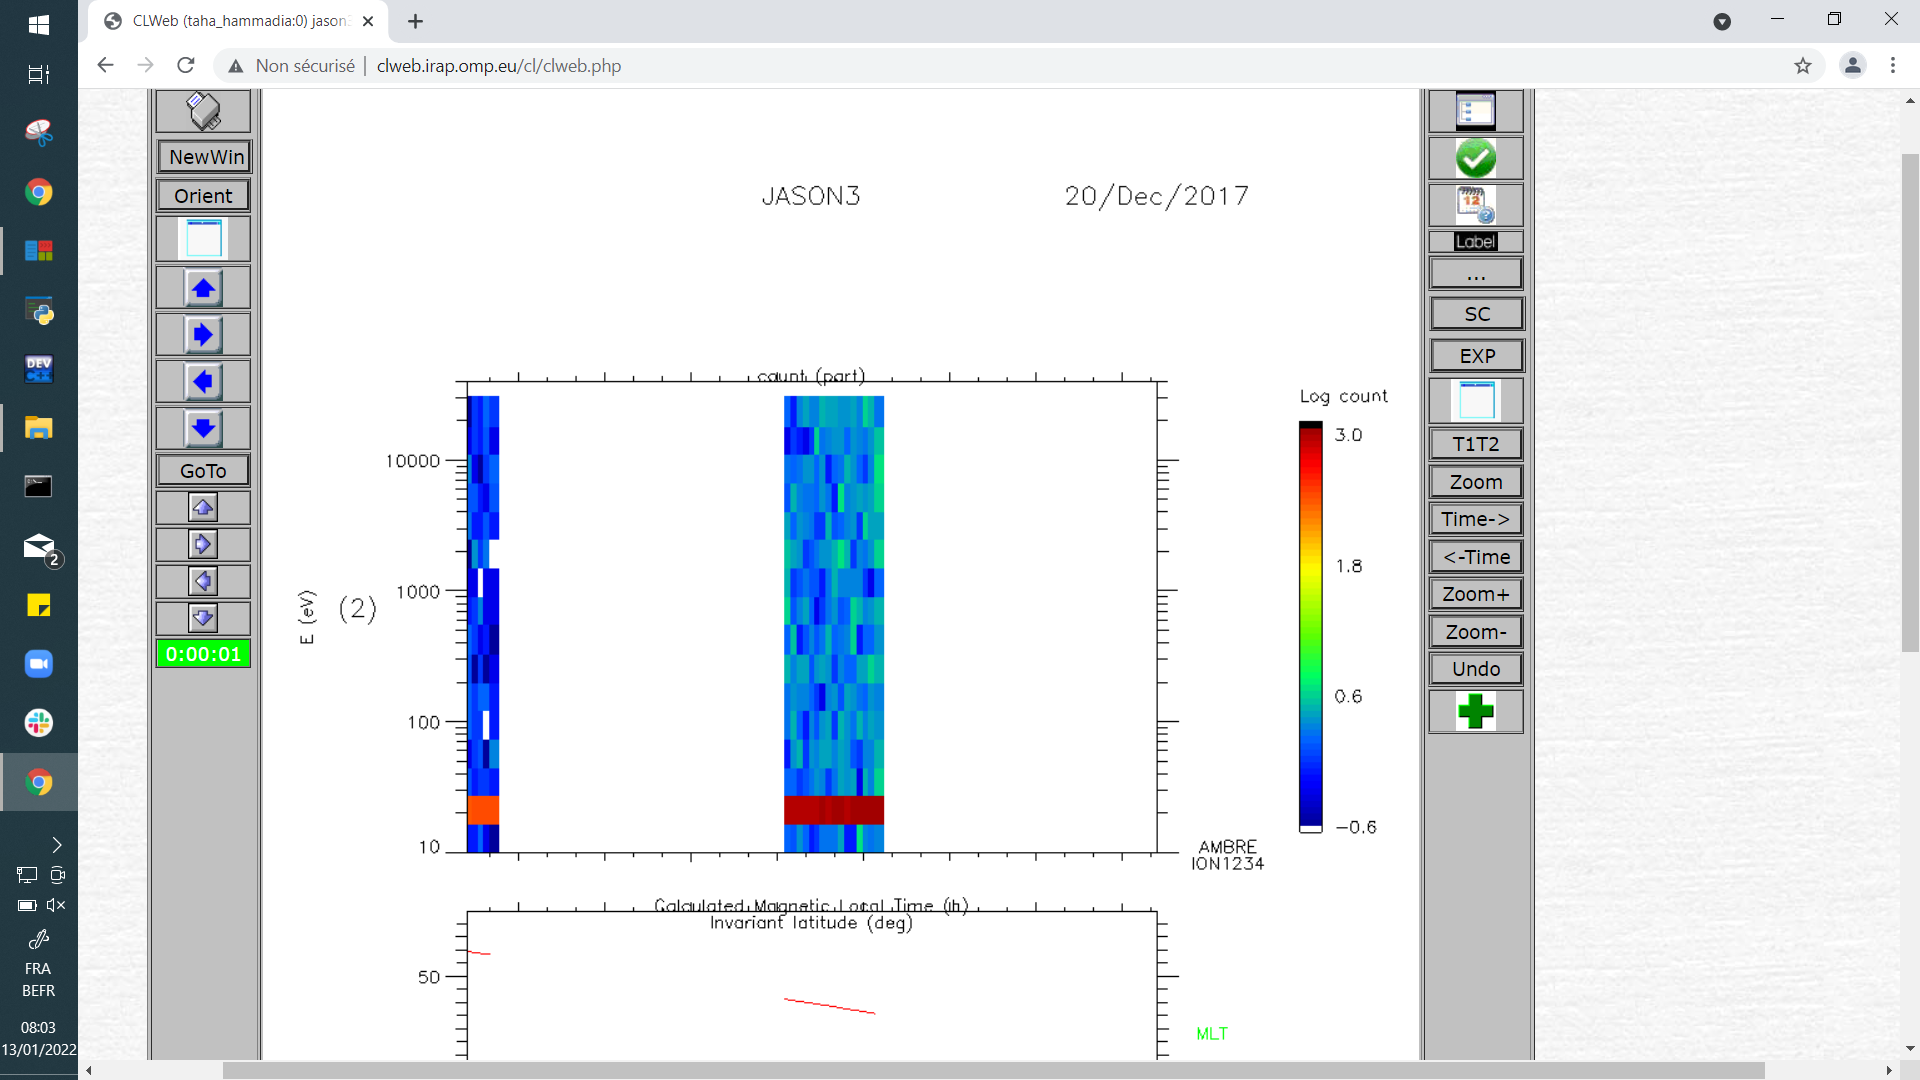 CLWeb (taha_hammadia:0) jason3
Non sécurisé
clweb.irap.omp.eu/cl/clweb.php
NewWin
Orient
GoTo
0:00:01
JASON3
20/Dec/2017
count (part)
10000
1000
100
10
E (eV)
(2)
Log count
3.0
1.8
0.6
−0.6
AMBRE
ION1234
Calculated Magnetic Local Time (h)
Invariant latitude (deg)
50
MLT
12
Label
...
SC
EXP
T1T2
Zoom
Time->
<-Time
Zoom+
Zoom-
Undo
DEV
C++
2
FRA
BEFR
08:03
13/01/2022